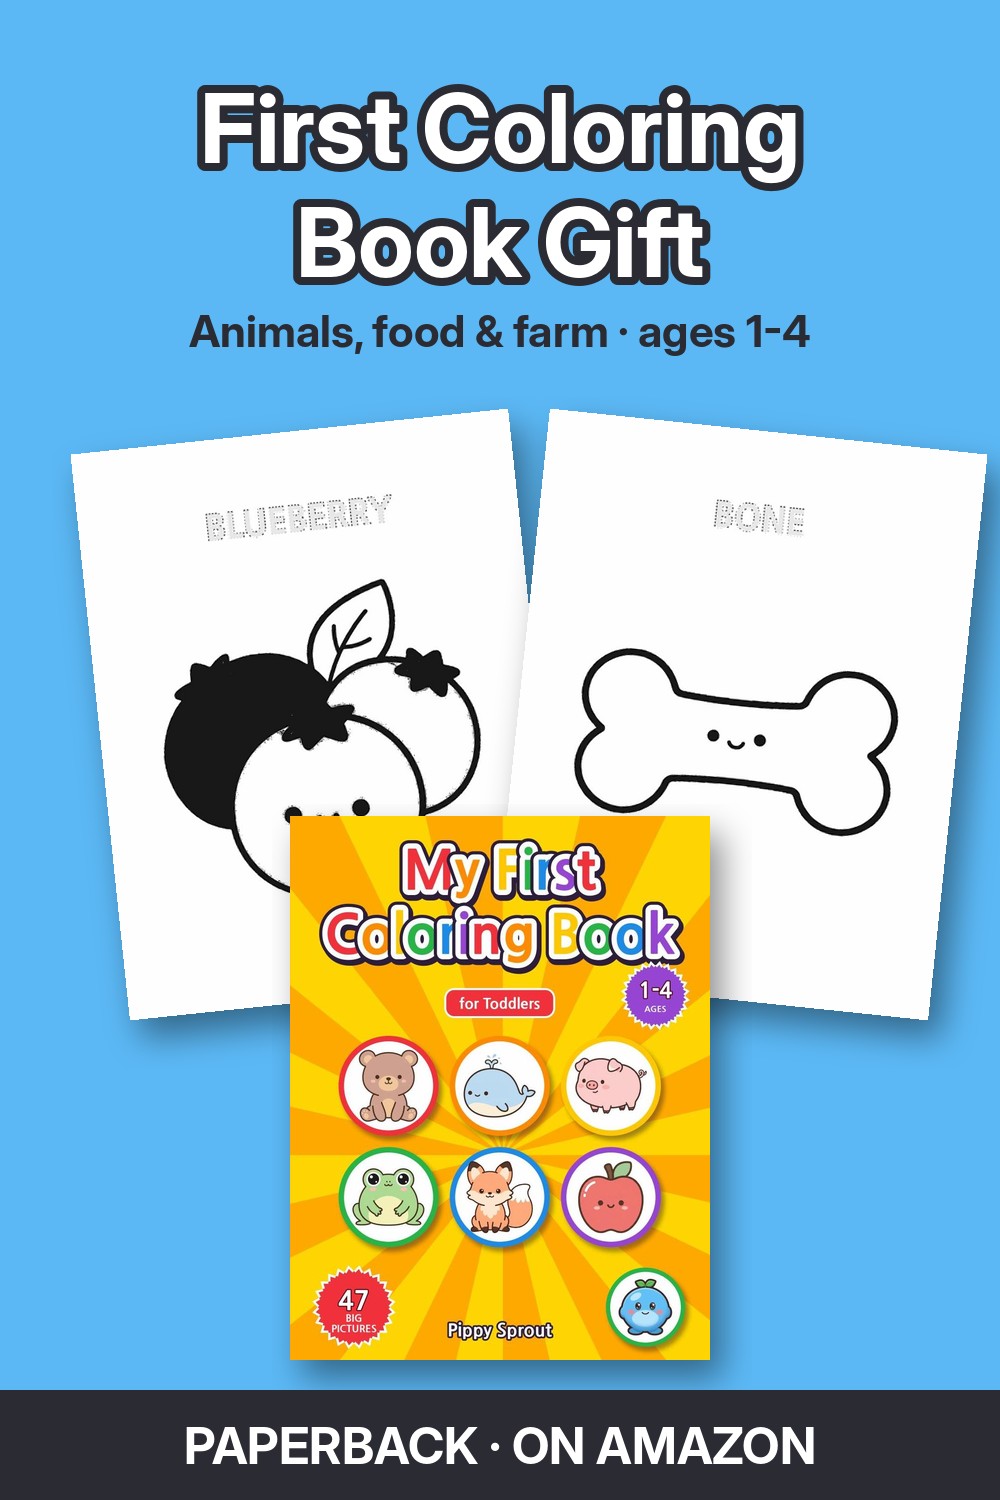 First Coloring
Book Gift
Animals, food & farm · ages 1-4
BLUEBERRY
BONE
My First
Coloring Book
for Toddlers
1-4
AGES
47
BIG
PICTURES
Pippy Sprout
PAPERBACK · ON AMAZON